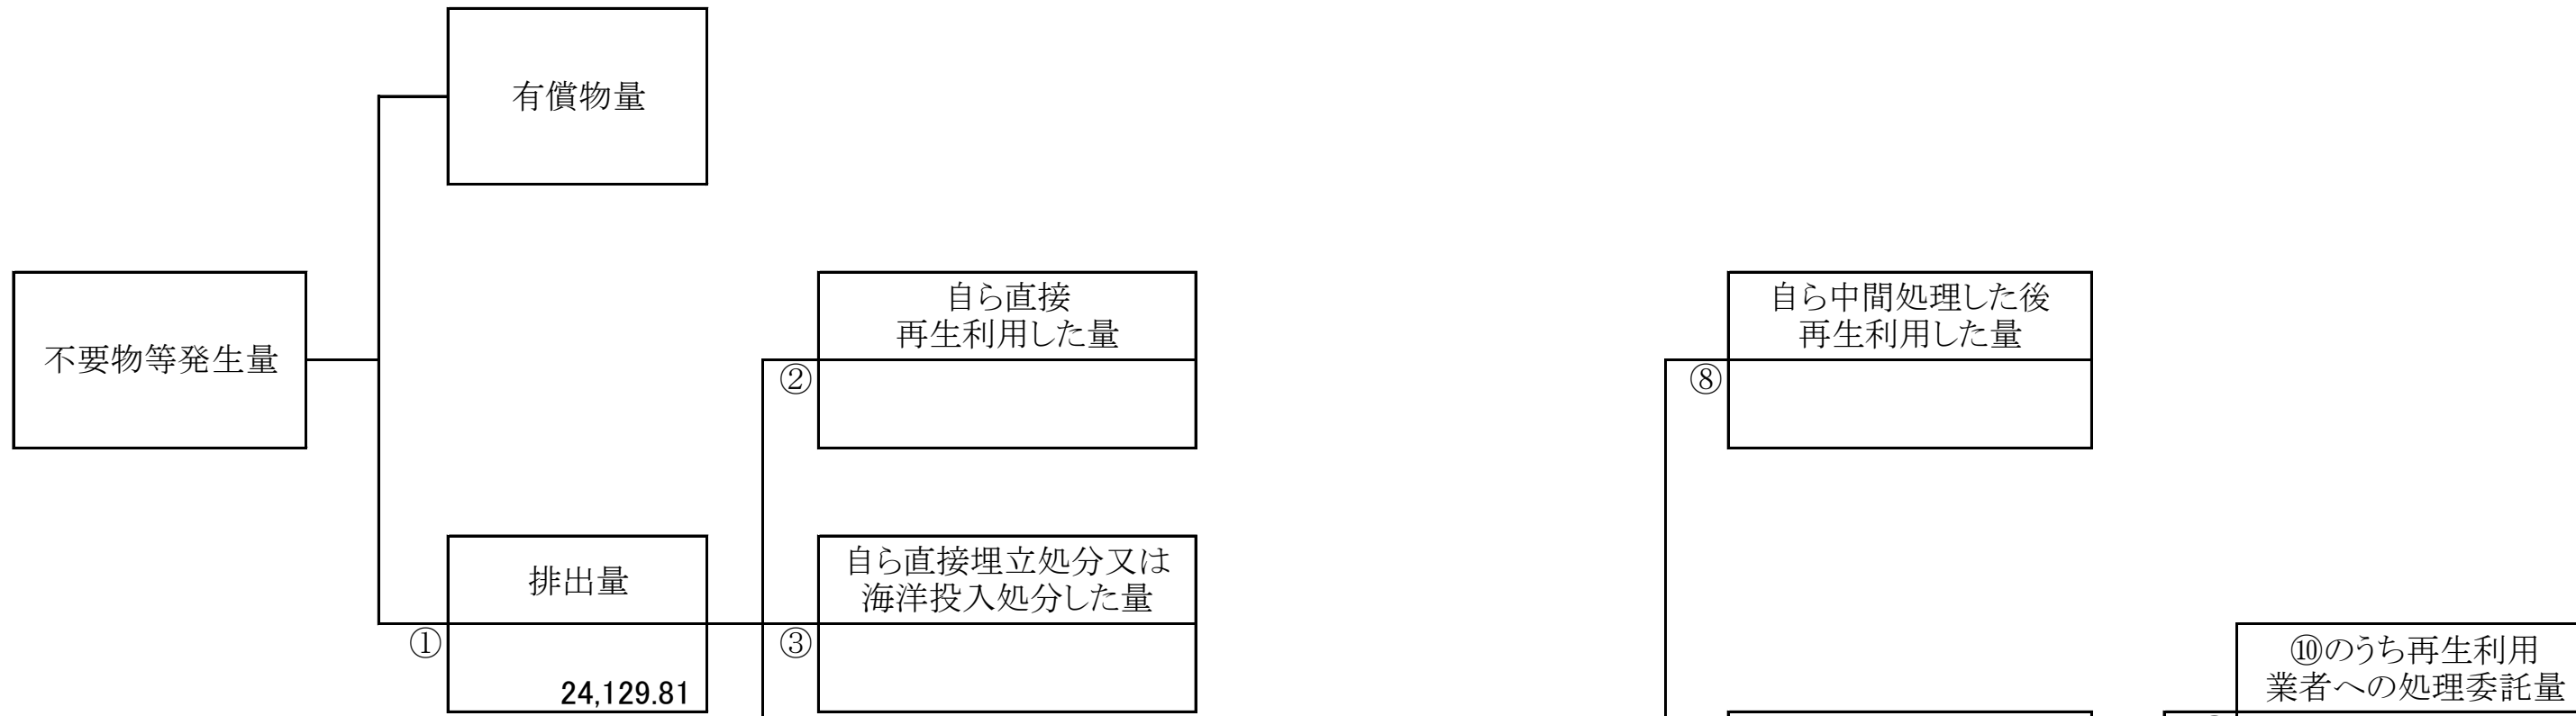 有償物量
不要物等発生量
自ら直接
再生利用した量
②
自ら中間処理した後
再生利用した量
⑧
排出量
①
24,129.81
自ら直接埋立処分又は
海洋投入処分した量
③
⑩のうち再生利用
業者への処理委託量